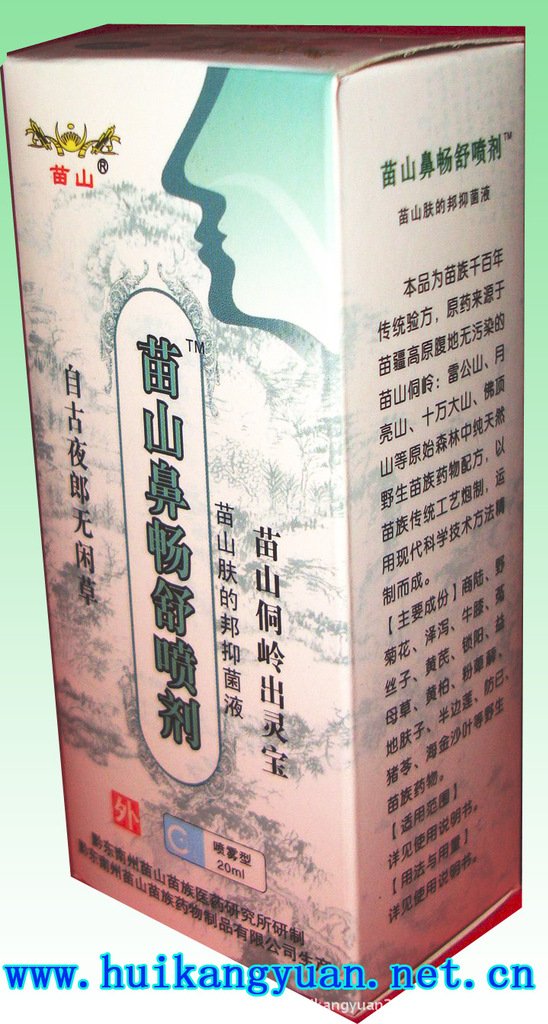 苗山®
苗山鼻畅舒喷剂™
自古夜郎无闲草
苗山肤的邦抑菌液
苗山侗岭出灵宝
外
喷雾型
20ml
黔东南州苗山苗族医药研究所研制
黔东南州苗山苗族药物制品有限公司生产
苗山鼻畅舒喷剂™
苗山肤的邦抑菌液
本品为苗族千百年
传统验方，原药来源于
苗疆高原腹地无污染的
苗山侗岭：雷公山、月
亮山、十万大山、佛顶
山等原始森林中纯天然
野生苗族药物配方，以
苗族传统工艺炮制，运
用现代科学技术方法精
制而成。
【主要成份】商陆、野
菊花、泽泻、牛膝、菟
丝子、黄芪、锁阳、益
母草、黄柏、粉萆薢、
地肤子、半边莲、防已、
猪苓、海金沙叶等野生
苗族药物。
【适用范围】
详见使用说明书。
【用法与用量】
详见使用说明书。
www.huikangyuan.net.cn